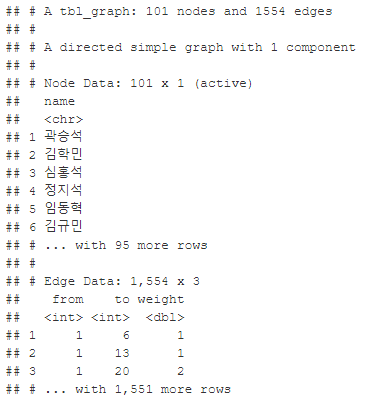 ## # A tbl_graph: 101 nodes and 1554 edges
## #
## # A directed simple graph with 1 component
## #
## # Node Data: 101 x 1 (active)
##   name
##   <chr>
## 1 곽승석
## 2 김학민
## 3 심홍석
## 4 정지석
## 5 임동혁
## 6 김규민
## # ... with 95 more rows
## #
## # Edge Data: 1,554 x 3
##    from    to weight
##   <int> <int>  <dbl>
## 1     1     6      1
## 2     1    13      1
## 3     1    20      2
## # ... with 1,551 more rows